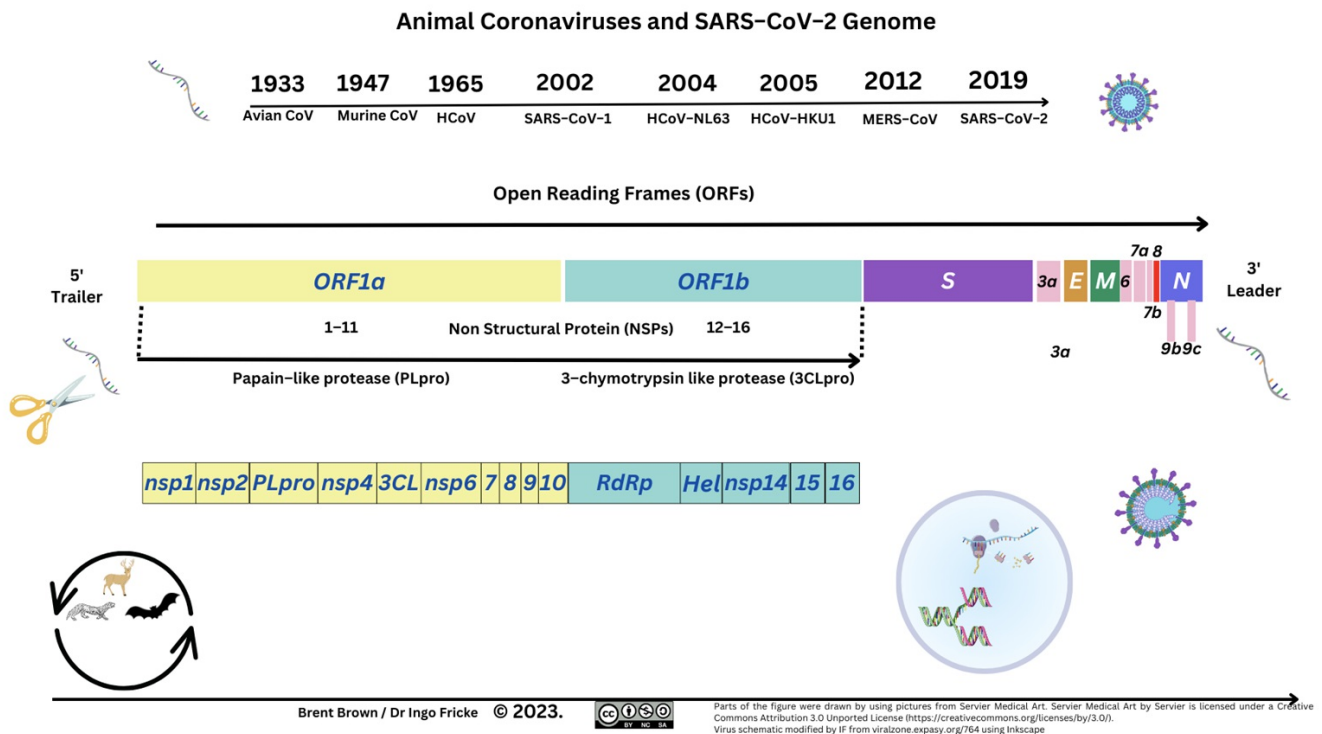 Animal Coronaviruses and SARS-CoV-2 Genome
1933 1947 1965 2002 2004 2005 2012 2019
Avian CoV Murine CoV HCoV SARS-CoV-1 HCoV-NL63 HCoV-HKU1 MERS-CoV SARS-CoV-2
Open Reading Frames (ORFs)
7a 8
5' Trailer
ORF1a ORF1b S 3a E M 6 N
3' Leader
7b
1-11 Non Structural Protein (NSPs) 12-16
3a
9b 9c
Papain-like protease (PLpro) 3-chymotrypsin like protease (3CLpro)
nsp1 nsp2 PLpro nsp4 3CL nsp6 7 8 9 10 RdRp Hel nsp14 15 16
Brent Brown / Dr Ingo Fricke © 2023.
cc BY NC SA
Parts of the figure were drawn by using pictures from Servier Medical Art. Servier Medical Art by Servier is licensed under a Creative
Commons Attribution 3.0 Unported License (https://creativecommons.org/licenses/by/3.0/).
Virus schematic modified by IF from viralzone.expasy.org/764 using Inkscape